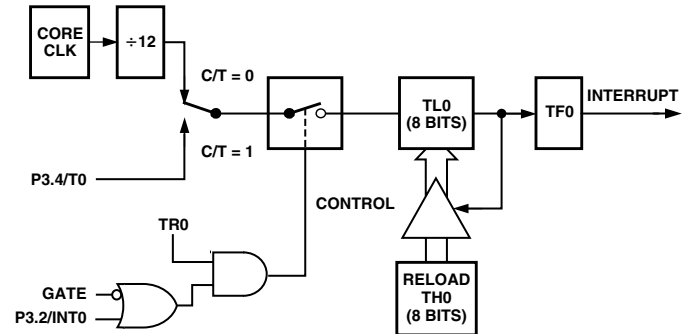 CORE
CLK
÷12
C/T = 0
C/T = 1
P3.4/T0
TL0
(8 BITS)
TF0
INTERRUPT
CONTROL
TR0
GATE
P3.2/INT0
RELOAD
TH0
(8 BITS)